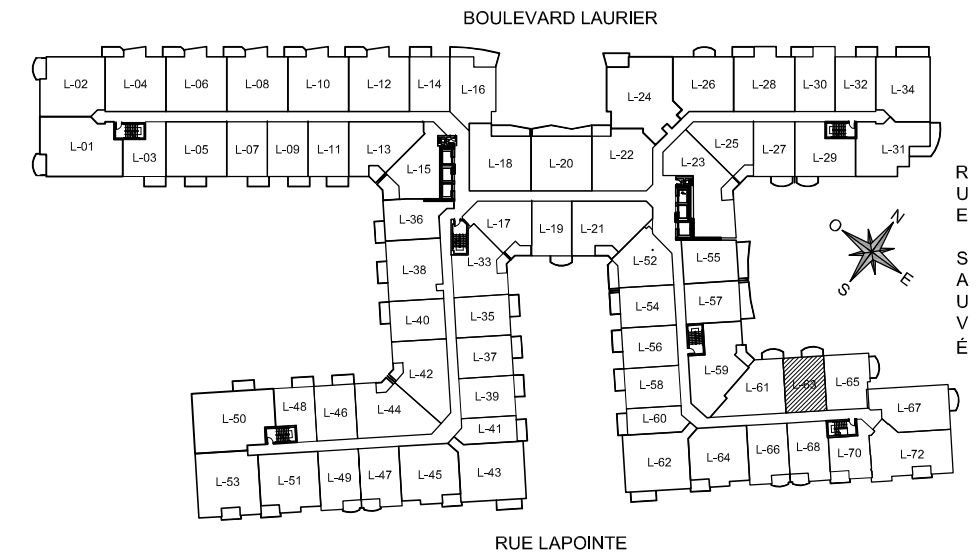 BOULEVARD LAURIER
L-02 L-04 L-06 L-08 L-10 L-12 L-14 L-16 L-24 L-26 L-28 L-30 L-32 L-34
L-01 L-03 L-05 L-07 L-09 L-11 L-13 L-15 L-18 L-20 L-22 L-23 L-25 L-27 L-29 L-31
L-36 L-17 L-19 L-21
L-38 L-33 L-52 L-55
L-40 L-35 L-54 L-57
L-42 L-37 L-56 L-59
L-50 L-48 L-46 L-44 L-39 L-58 L-61 L-63 L-65
L-41 L-60 L-67
L-53 L-51 L-49 L-47 L-45 L-43 L-62 L-64 L-66 L-68 L-70 L-72
RUE SAUVÉ
O N
S E
RUE LAPOINTE